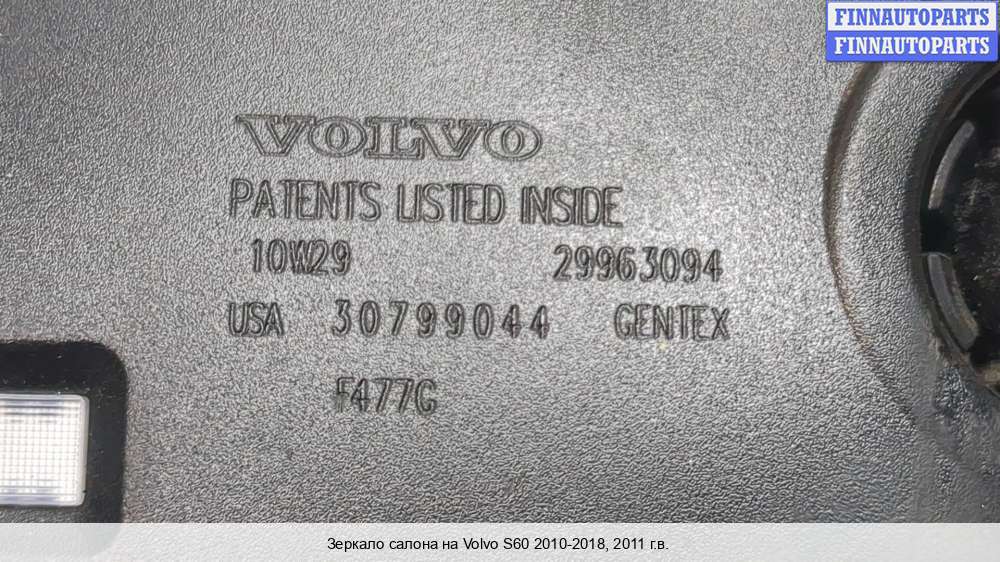 FINNAUTOPARTS
FINNAUTOPARTS
VOLVO
PATENTS LISTED INSIDE
10W29 29963094
USA 30799044 GENTEX
F477G
Зеркало салона на Volvo S60 2010-2018, 2011 г.в.